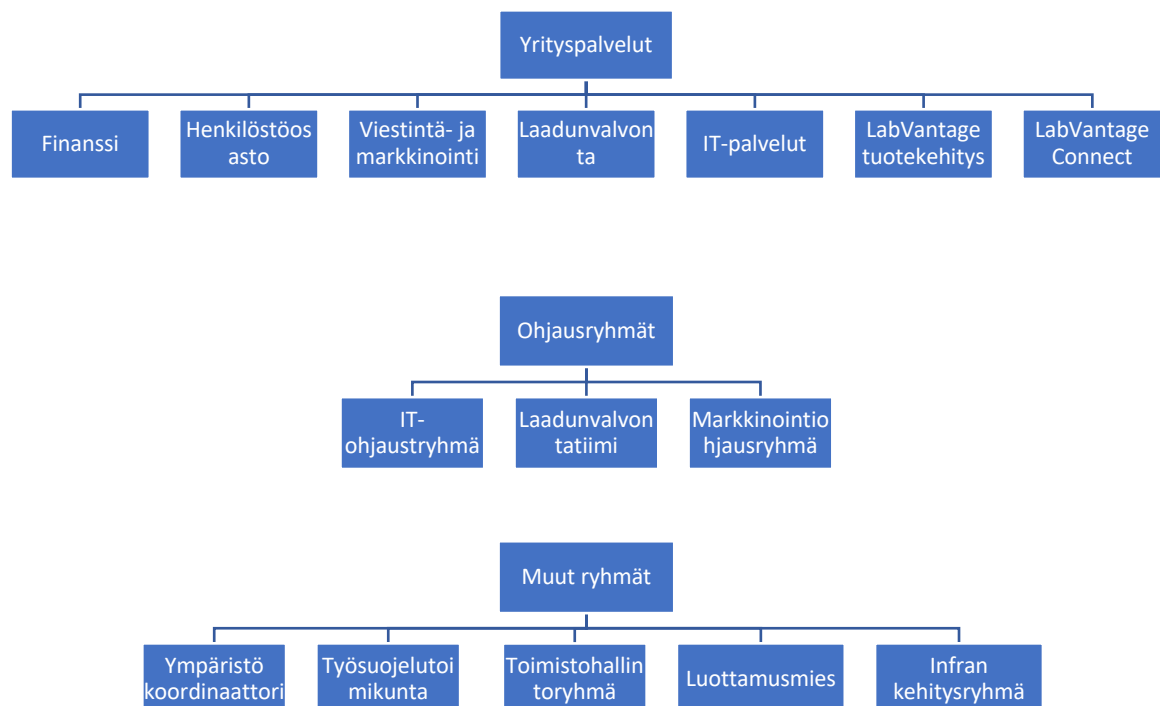 Yrityspalvelut
Finanssi
Henkilöstöos
asto
Viestintä- ja
markkinointi
Laadunvalvon
ta
IT-palvelut
LabVantage
tuotekehitys
LabVantage
Connect
Ohjausryhmät
IT-
ohjaustryhmä
Laadunvalvon
tatiimi
Markkinointio
hjausryhmä
Muut ryhmät
Ympäristö
koordinaattori
Työsuojelutoi
mikunta
Toimistohallin
toryhmä
Luottamusmies
Infran
kehitysryhmä